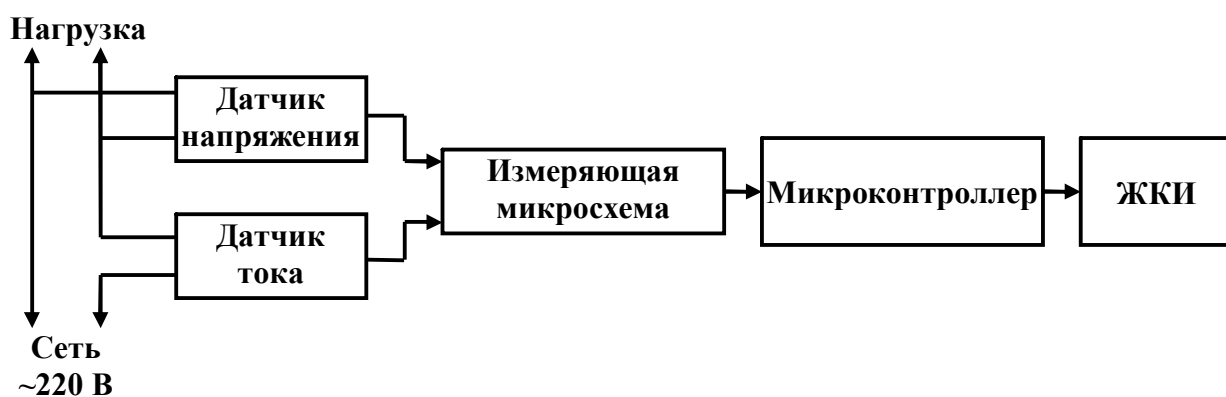 Нагрузка
Датчик
напряжения
Измеряющая
микросхема
Микроконтроллер
ЖКИ
Датчик
тока
Сеть
~220 В